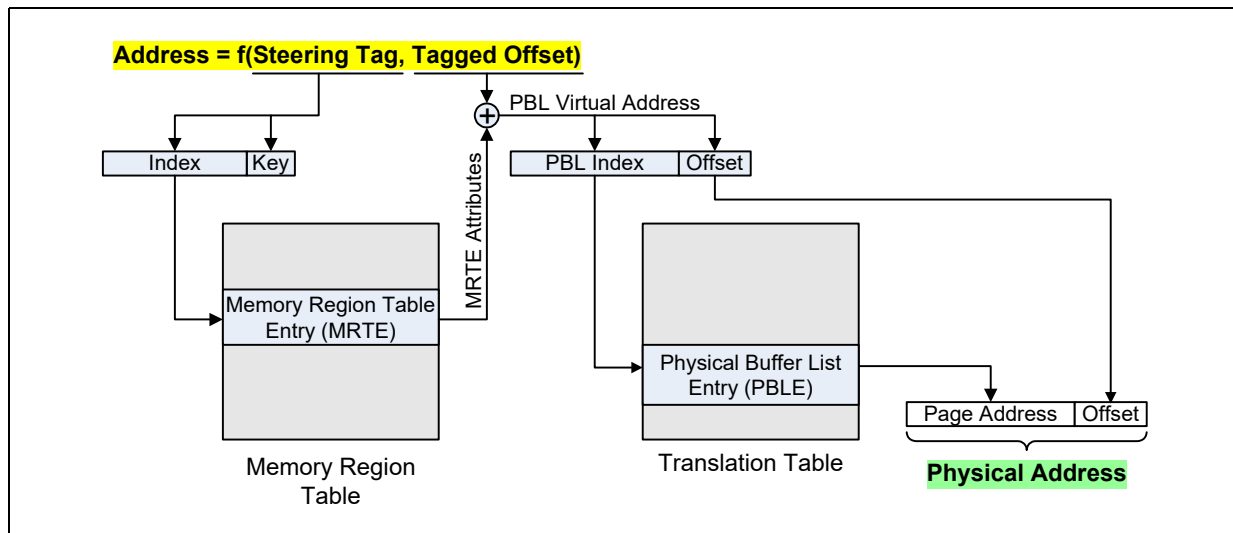 Address = f(Steering Tag, Tagged Offset)
PBL Virtual Address
+
Index Key
PBL Index Offset
MRTE Attributes
Memory Region Table
Entry (MRTE)
Physical Buffer List
Entry (PBLE)
Page Address Offset
Memory Region
Table
Translation Table
Physical Address